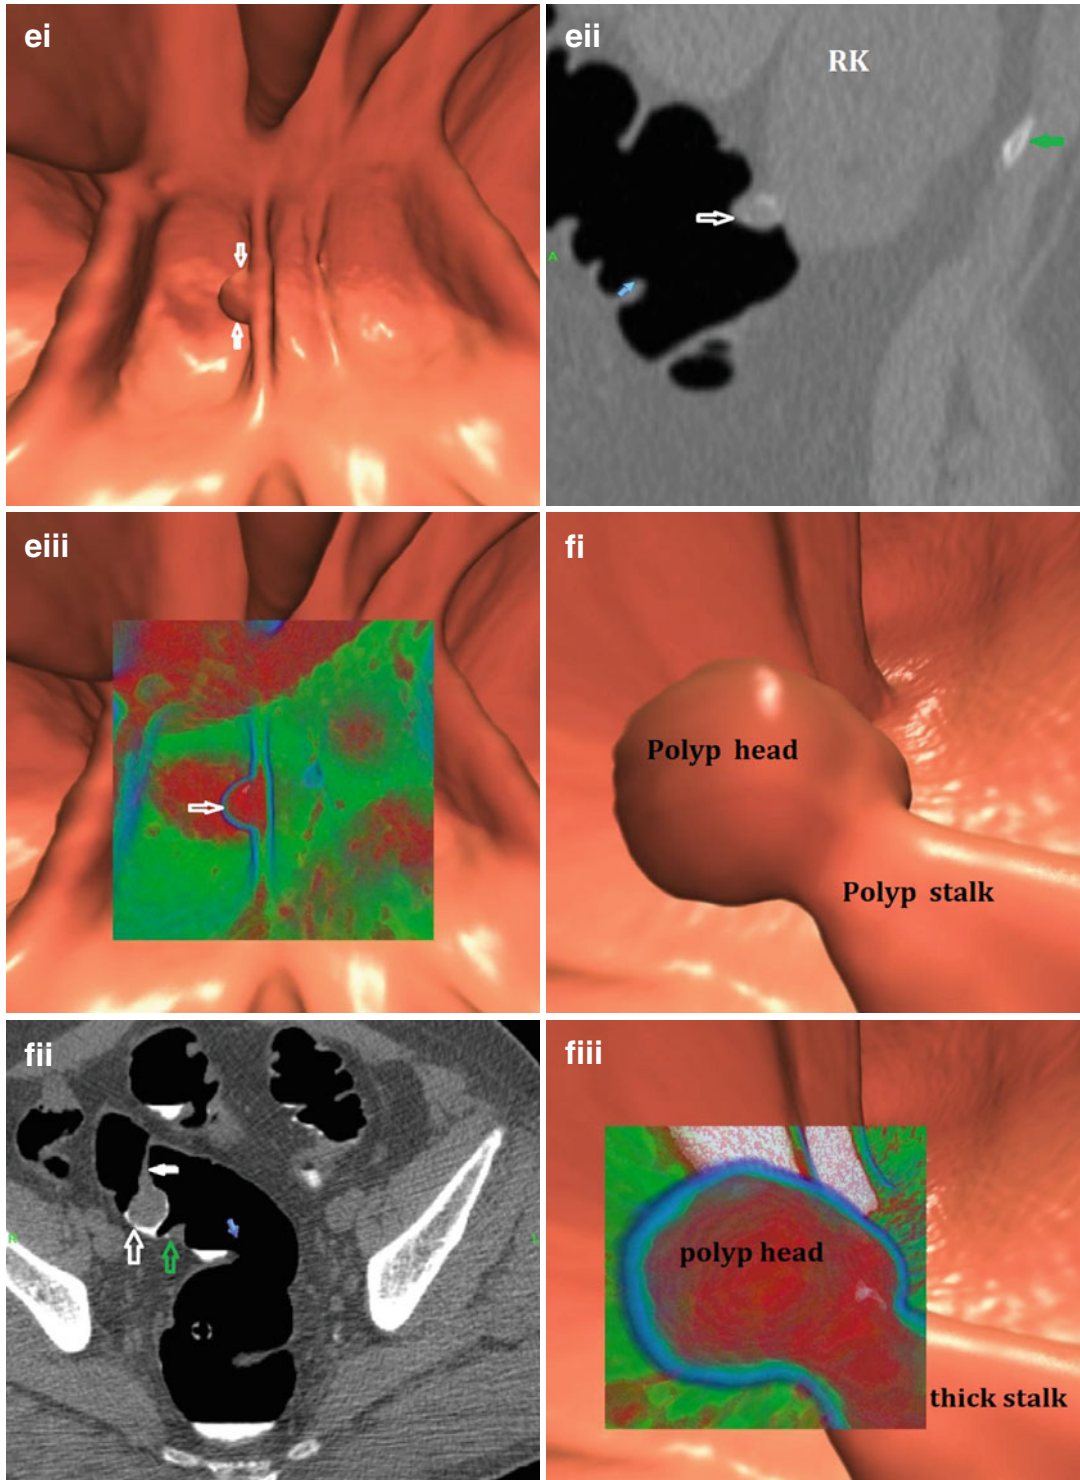 ei
eii
RK
A
eiii
fi
Polyp head
Polyp stalk
fii
fiii
polyp head
thick stalk